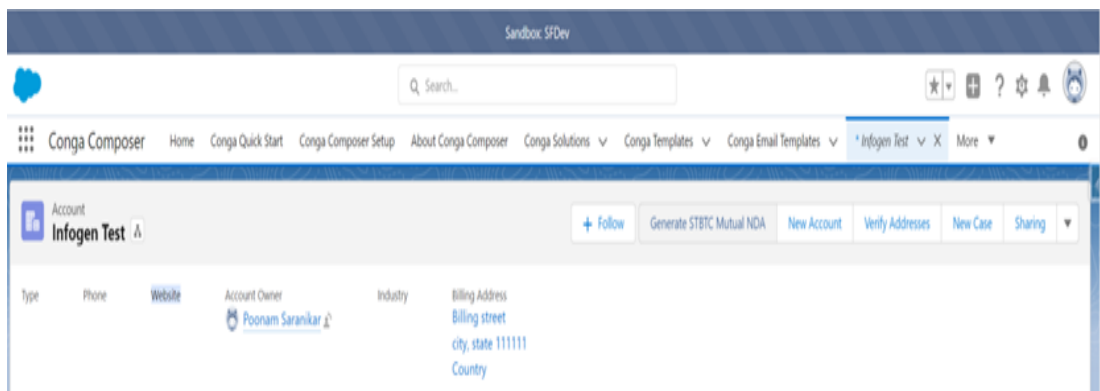 Sandbox: SFDev
Search...
Conga Composer Home Conga Quick Start Conga Composer Setup About Conga Composer Conga Solutions Conga Templates Conga Email Templates * Infogen Test More
Account
Infogen Test
Follow Generate STBTC Mutual NDA New Account Verify Addresses New Case Sharing
Type Phone Website Account Owner Industry Billing Address
Poonam Saranikar Billing street
city, state 111111
Country